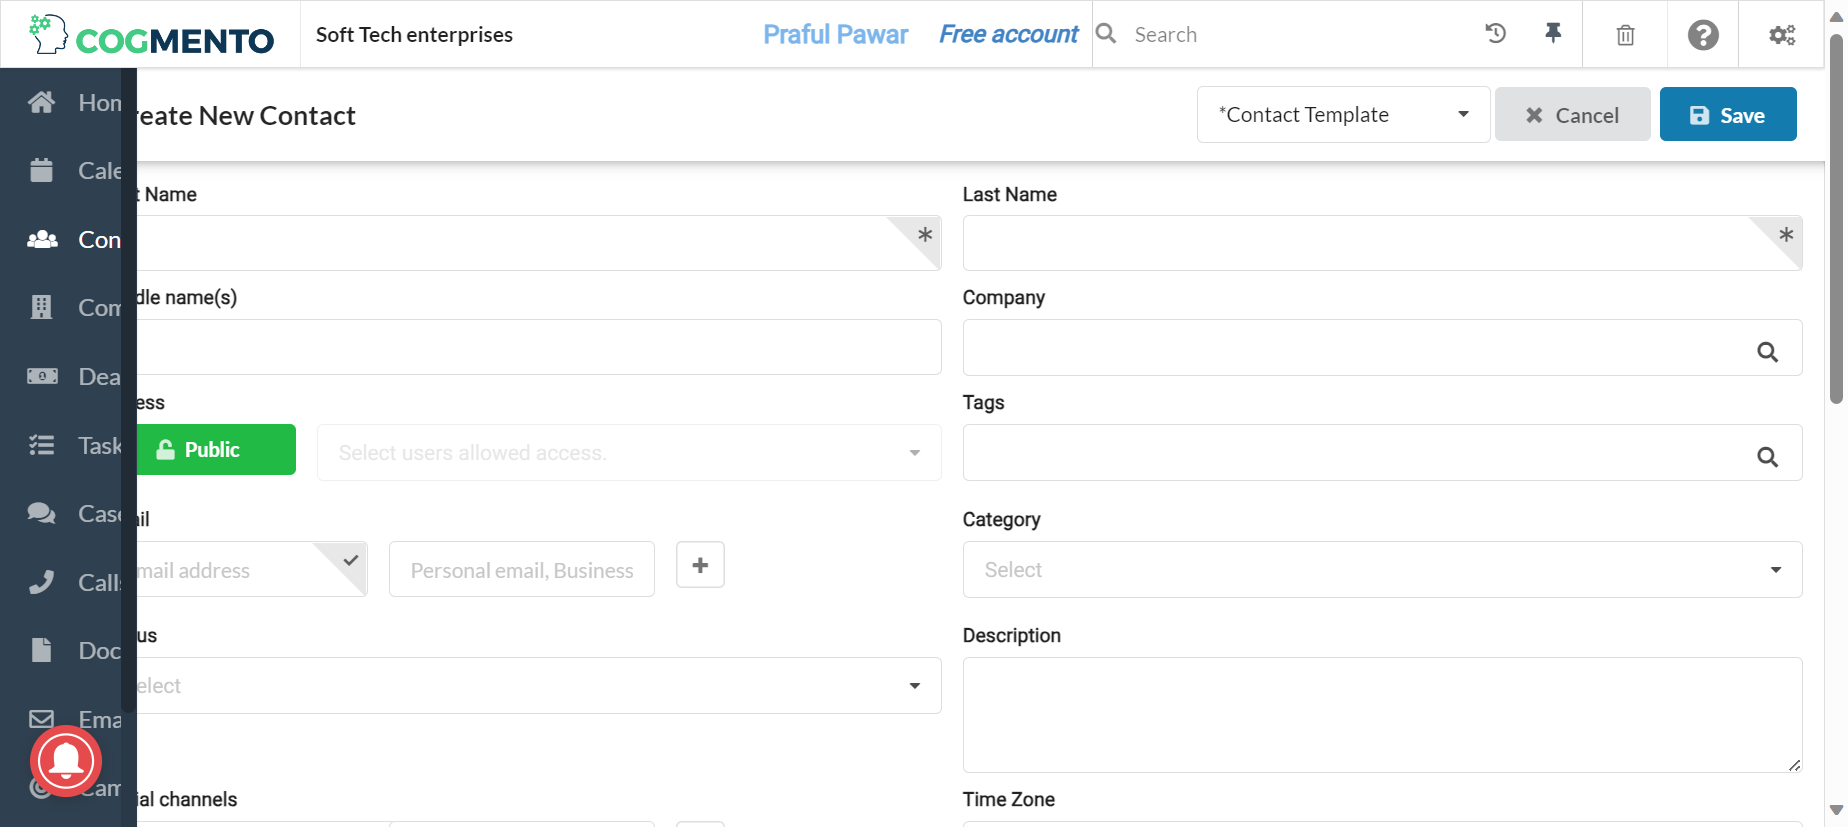 COGMENTO
Soft Tech enterprises
Praful Pawar
Free account
Search
Hom
Cale
Con
Com
Dea
Task
Case
Calls
Doc
Ema
Cam
reate New Contact
*Contact Template
Cancel
Save
t Name
Last Name
dle name(s)
Company
ess
Tags
Public
Select users allowed access.
ail
Category
mail address
Personal email, Business
Select
us
Description
elect
ial channels
Time Zone